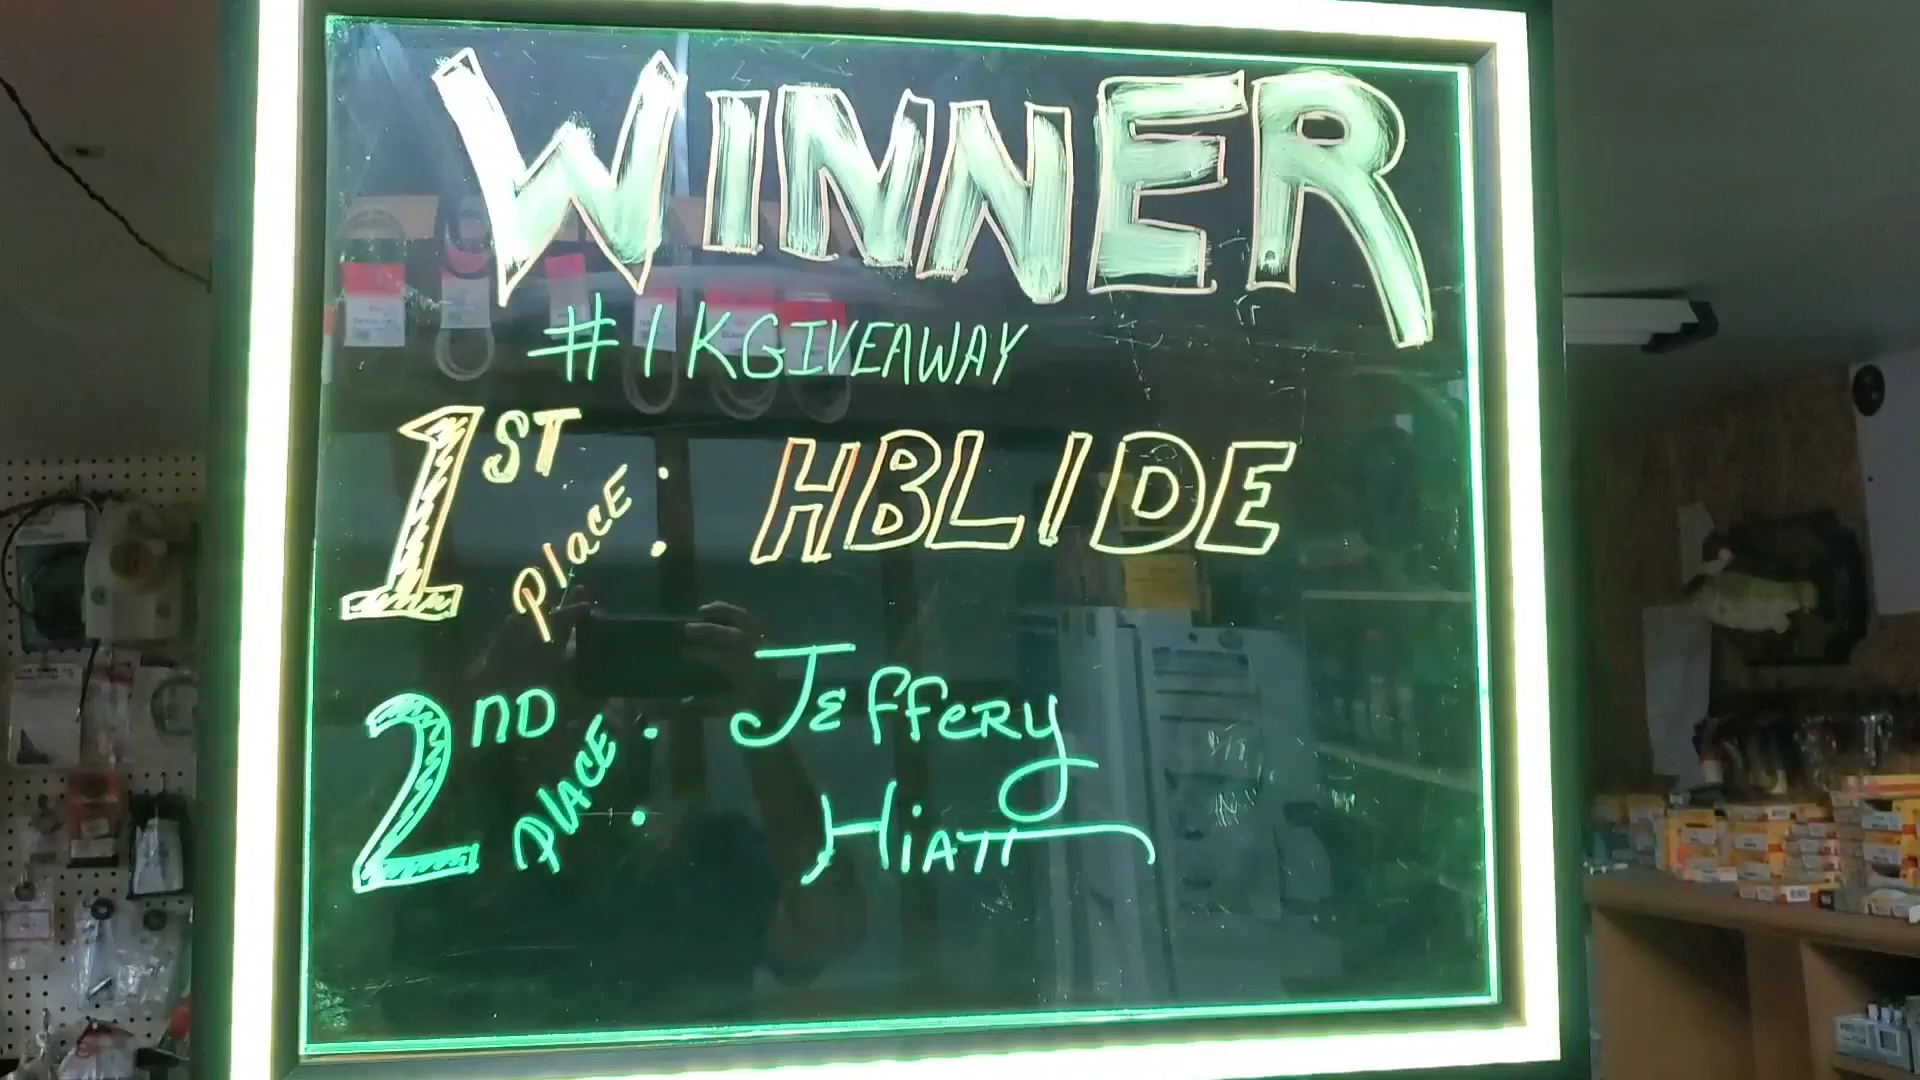 WINNER
#1KGIVEAWAY
1ST PlacE: HBLIDE
2ND PlACE: JEffERy
HiATT